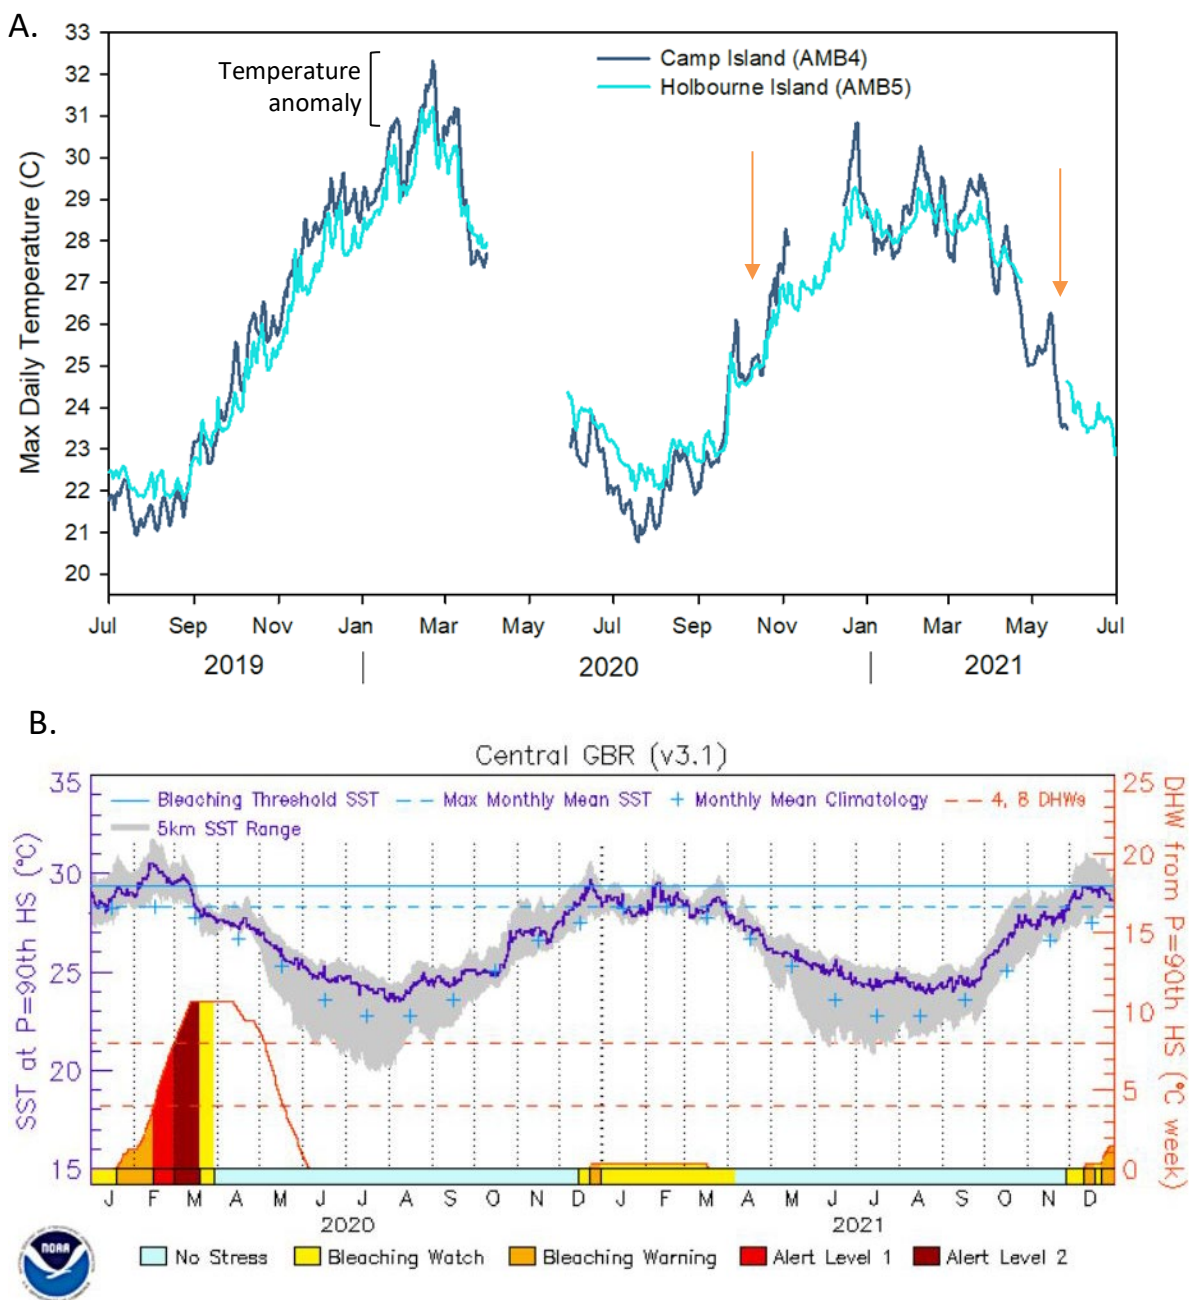 A.
33
32
31
30
29
28
27
26
25
24
23
22
21
20
Max Daily Temperature (C)
Temperature
anomaly
Camp Island (AMB4)
Holbourne Island (AMB5)
Jul Sep Nov Jan Mar May Jul Sep Nov Jan Mar May Jul
2019 | 2020 | 2021
B.
Central GBR (v3.1)
35
30
25
20
15
SST at P=90th HS (°C)
Bleaching Threshold SST Max Monthly Mean SST + Monthly Mean Climatology 4, 8 DHWs
5km SST Range
25
20
15
10
5
0
DHW from P=90th HS (°C week)
J F M A M J J A S O N D J F M A M J J A S O N D
2020 2021
NOAA
No Stress Bleaching Watch Bleaching Warning Alert Level 1 Alert Level 2